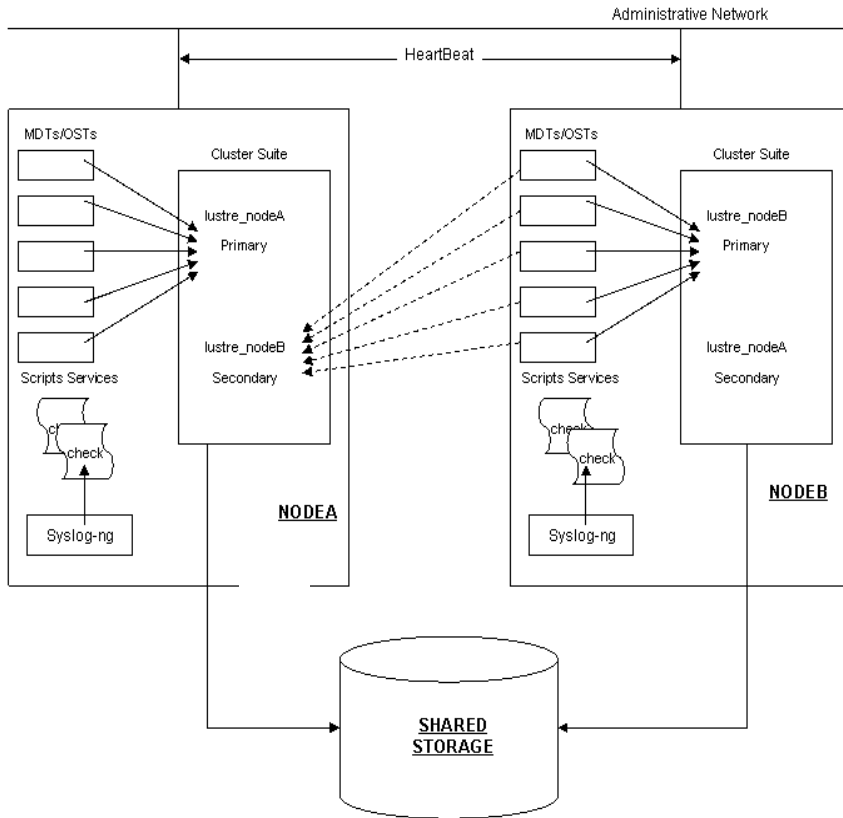 Administrative Network
HeartBeat
MDTs/OSTs
Cluster Suite
lustre_nodeA
Primary
lustre_nodeB
Secondary
Scripts Services
check
Syslog-ng
NODEA
MDTs/OSTs
Cluster Suite
lustre_nodeB
Primary
lustre_nodeA
Secondary
Scripts Services
check
check
Syslog-ng
NODEB
SHARED
STORAGE